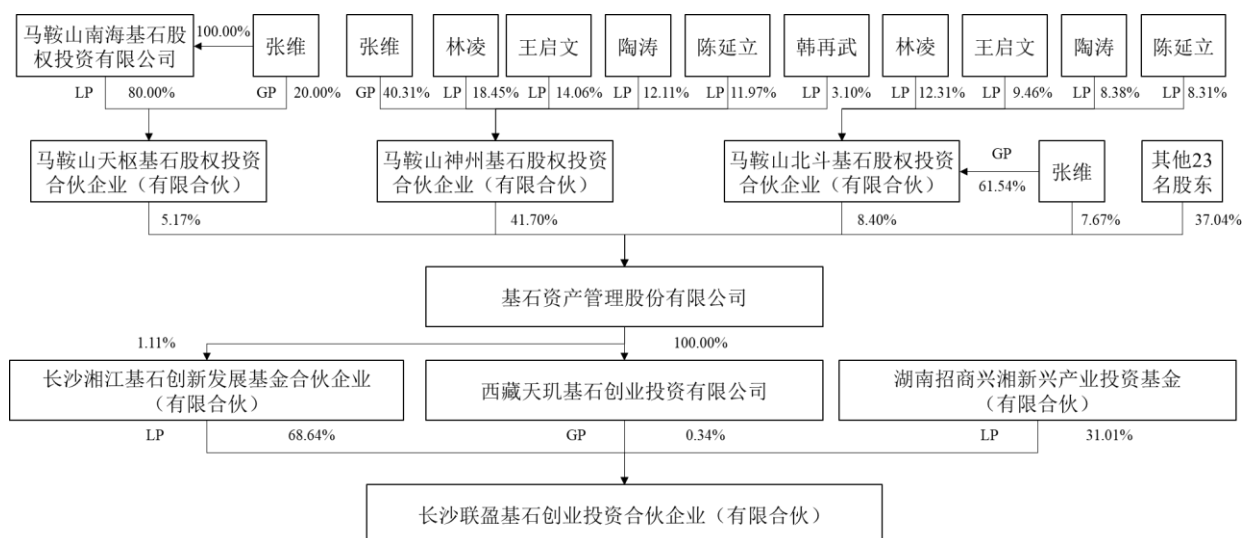 马鞍山南海基石股
权投资有限公司
100.00%
张维
张维
林凌
王启文
陶涛
陈延立
韩再武
林凌
王启文
陶涛
陈延立
LP
80.00%
GP
20.00%
GP
40.31%
LP
18.45%
LP
14.06%
LP
12.11%
LP
11.97%
LP
3.10%
LP
12.31%
LP
9.46%
LP
8.38%
LP
8.31%
马鞍山天枢基石股权投资
合伙企业（有限合伙）
马鞍山神州基石股权投资
合伙企业（有限合伙）
马鞍山北斗基石股权投资
合伙企业（有限合伙）
GP
61.54%
张维
其他23
名股东
5.17%
41.70%
8.40%
7.67%
37.04%
基石资产管理股份有限公司
1.11%
100.00%
长沙湘江基石创新发展基金合伙企业
（有限合伙）
西藏天玑基石创业投资有限公司
湖南招商兴湘新兴产业投资基金
（有限合伙）
LP
68.64%
GP
0.34%
LP
31.01%
长沙联盈基石创业投资合伙企业（有限合伙）